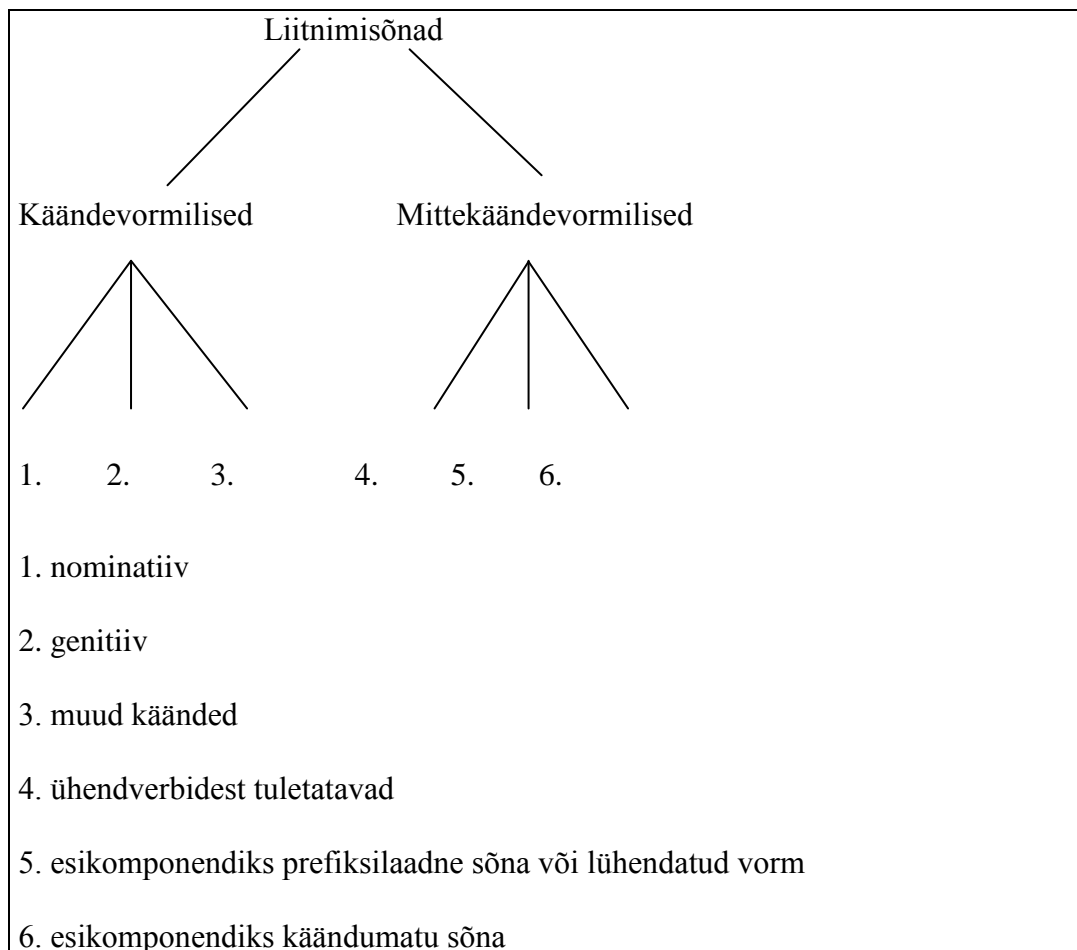 Liitnimisõnad
Käändevormilised Mittekäändevormilised
1. 2. 3. 4. 5. 6.
1. nominatiiv
2. genitiiv
3. muud käänded
4. ühendverbidest tuletatavad
5. esikomponendiks prefiksilaadne sõna või lühendatud vorm
6. esikomponendiks käändumatu sõna